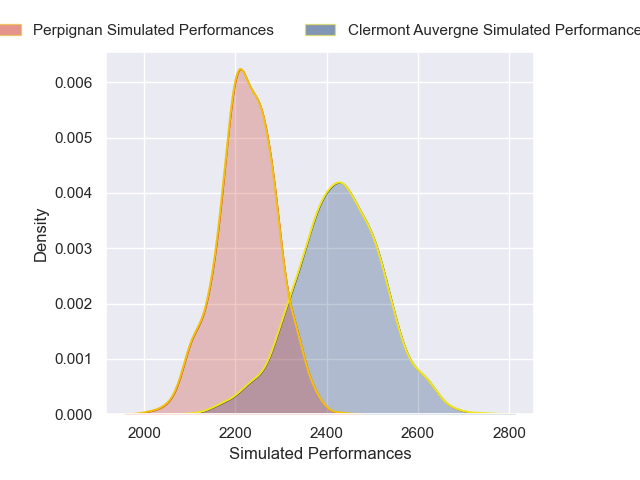 Perpignan Simulated Performances
Clermont Auvergne Simulated Performance
0.006
0.005
0.004
0.003
0.002
0.001
0.000
Density
2000 2200 2400 2600 2800
Simulated Performances